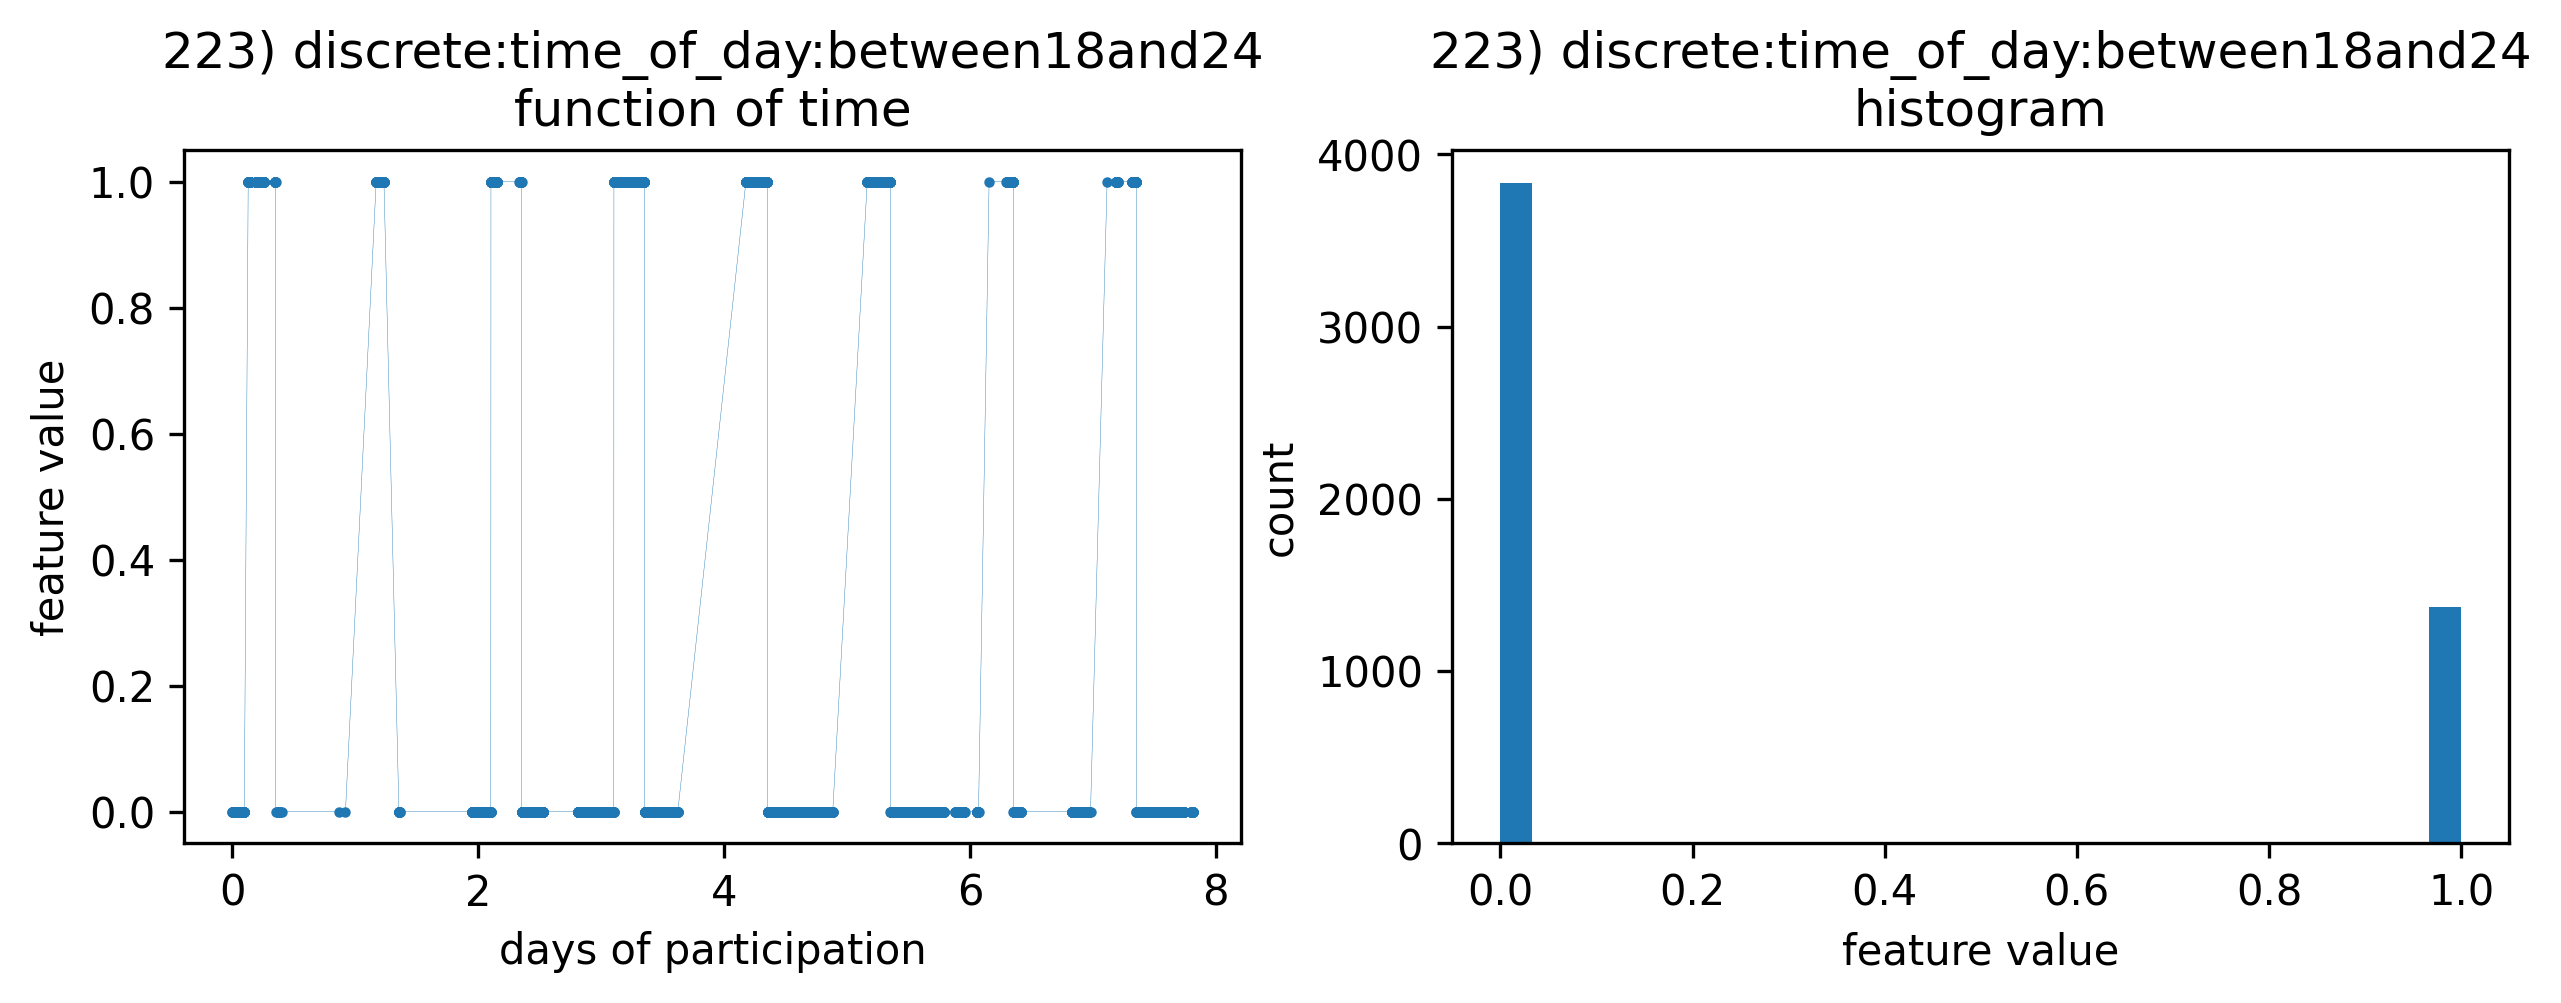 223) discrete:time_of_day:between18and24
function of time
1.0
0.8
0.6
0.4
0.2
0.0
feature value
0
2
4
6
8
days of participation
223) discrete:time_of_day:between18and24
histogram
4000
3000
2000
1000
0
count
0.0
0.2
0.4
0.6
0.8
1.0
feature value